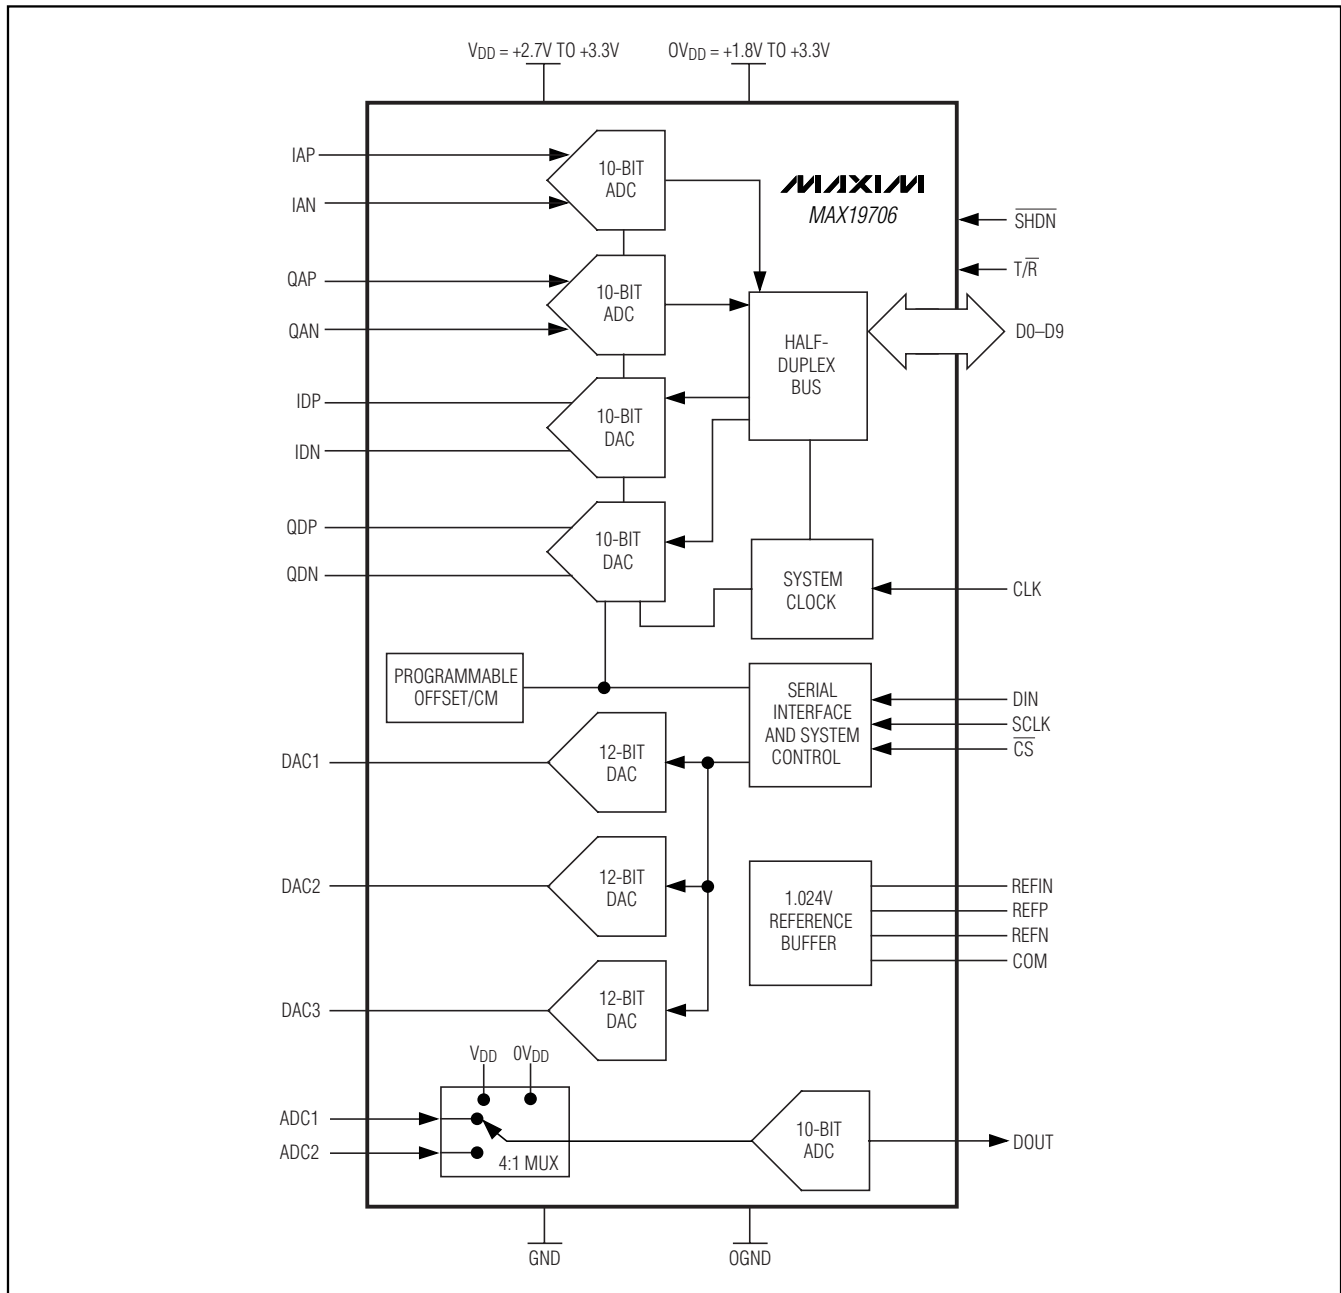 VDD = +2.7V TO +3.3V
OVDD = +1.8V TO +3.3V
IAP
IAN
10-BIT
ADC
MAXIM
MAX19706
SHDN
T/R
QAP
QAN
10-BIT
ADC
HALF-
DUPLEX
BUS
D0–D9
IDP
IDN
10-BIT
DAC
QDP
QDN
10-BIT
DAC
SYSTEM
CLOCK
CLK
PROGRAMMABLE
OFFSET/CM
SERIAL
INTERFACE
AND SYSTEM
CONTROL
DIN
SCLK
CS
DAC1
12-BIT
DAC
DAC2
12-BIT
DAC
1.024V
REFERENCE
BUFFER
REFIN
REFP
REFN
COM
DAC3
12-BIT
DAC
VDD
OVDD
ADC1
ADC2
4:1 MUX
10-BIT
ADC
DOUT
GND
OGND